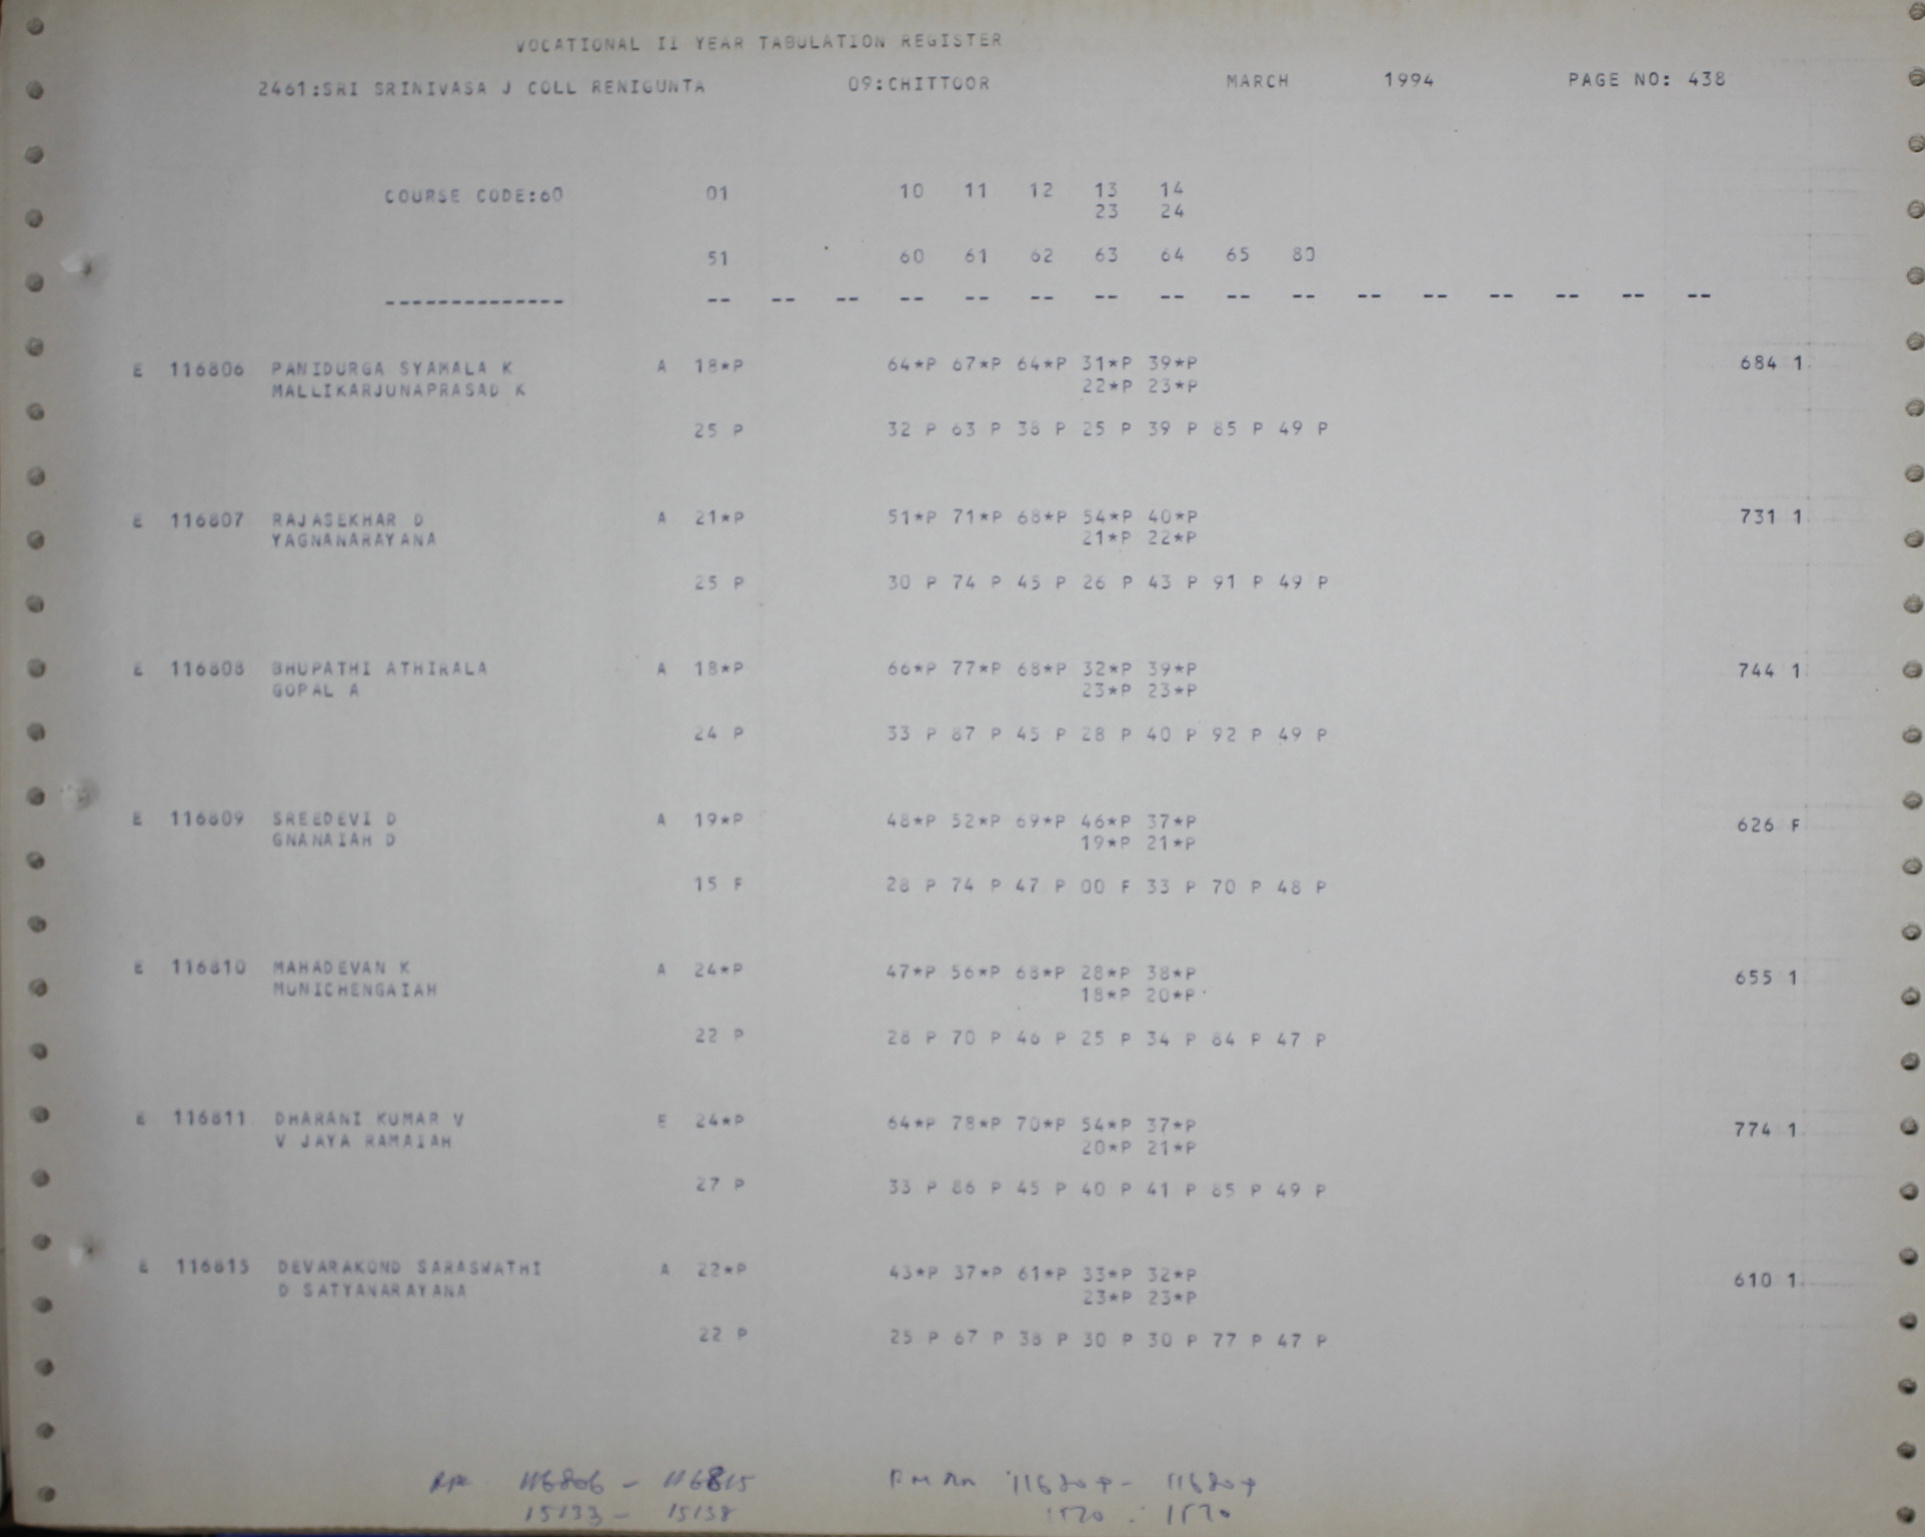 VOCATIONAL II YEAR TABULATION REGISTER
2461:SRI SRINIVASA J COLL RENIGUNTA 09:CHITTOOR MARCH 1994 PAGE NO: 438
COURSE CODE:60 01 10 11 12 13 14
23 24
51 60 61 62 63 64 65 80
-------------- -- -- -- -- -- -- -- -- -- -- -- -- -- -- -- --
E 116806 PANIDURGA SYAMALA K A 18*P 64*P 67*P 64*P 31*P 39*P 684 1
MALLIKARJUNAPRASAD K 22*P 23*P
25 P 32 P 63 P 38 P 25 P 39 P 85 P 49 P
E 116807 RAJASEKHAR D A 21*P 51*P 71*P 68*P 54*P 40*P 731 1
YAGNANARAYANA 21*P 22*P
25 P 30 P 74 P 45 P 26 P 43 P 91 P 49 P
E 116808 BHUPATHI ATHIRALA A 18*P 66*P 77*P 68*P 32*P 39*P 744 1
GOPAL A 23*P 23*P
24 P 33 P 87 P 45 P 28 P 40 P 92 P 49 P
E 116809 SREEDEVI D A 19*P 48*P 52*P 69*P 46*P 37*P 626 F
GNANAIAH D 19*P 21*P
15 F 28 P 74 P 47 P 00 F 33 P 70 P 48 P
E 116810 MAHADEVAN K A 24*P 47*P 56*P 68*P 28*P 38*P 655 1
MUNICHENGAIAH 18*P 20*P
22 P 28 P 70 P 46 P 25 P 34 P 84 P 47 P
E 116811 DHARANI KUMAR V E 24*P 64*P 78*P 70*P 54*P 37*P 774 1
V JAYA RAMAIAH 20*P 21*P
27 P 33 P 86 P 45 P 40 P 41 P 85 P 49 P
E 116815 DEVARAKOND SARASWATHI A 22*P 43*P 37*P 61*P 33*P 32*P 610 1
D SATYANARAYANA 23*P 23*P
22 P 25 P 67 P 38 P 30 P 30 P 77 P 47 P
116806 - 116815
15133 - 15138